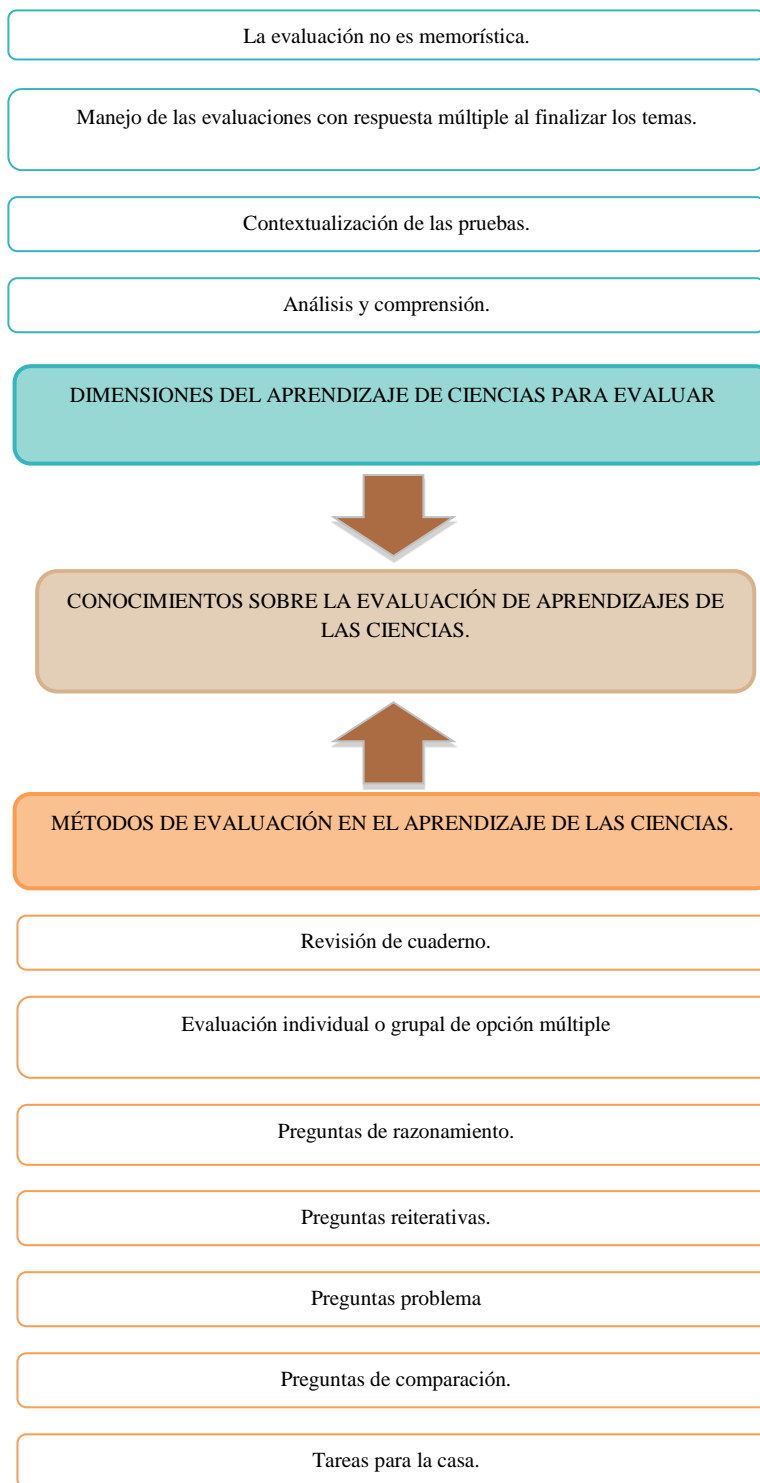 La evaluación no es memorística.
Manejo de las evaluaciones con respuesta múltiple al finalizar los temas.
Contextualización de las pruebas.
Análisis y comprensión.
DIMENSIONES DEL APRENDIZAJE DE CIENCIAS PARA EVALUAR
CONOCIMIENTOS SOBRE LA EVALUACIÓN DE APRENDIZAJES DE
LAS CIENCIAS.
MÉTODOS DE EVALUACIÓN EN EL APRENDIZAJE DE LAS CIENCIAS.
Revisión de cuaderno.
Evaluación individual o grupal de opción múltiple
Preguntas de razonamiento.
Preguntas reiterativas.
Preguntas problema
Preguntas de comparación.
Tareas para la casa.